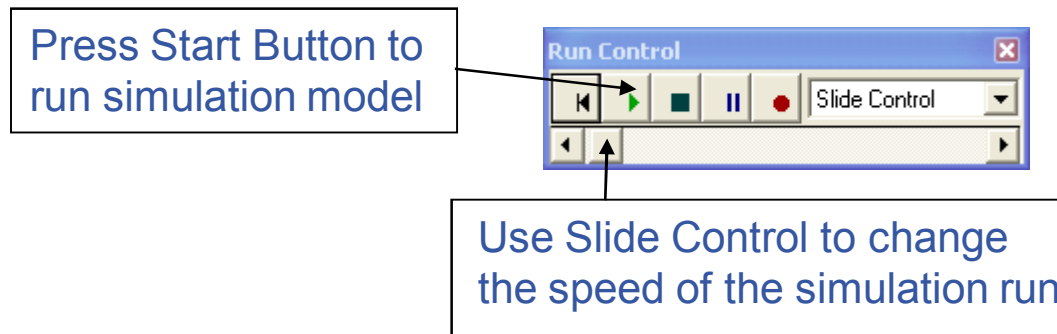 Press Start Button to
run simulation model
Run Control
Slide Control
Use Slide Control to change
the speed of the simulation run